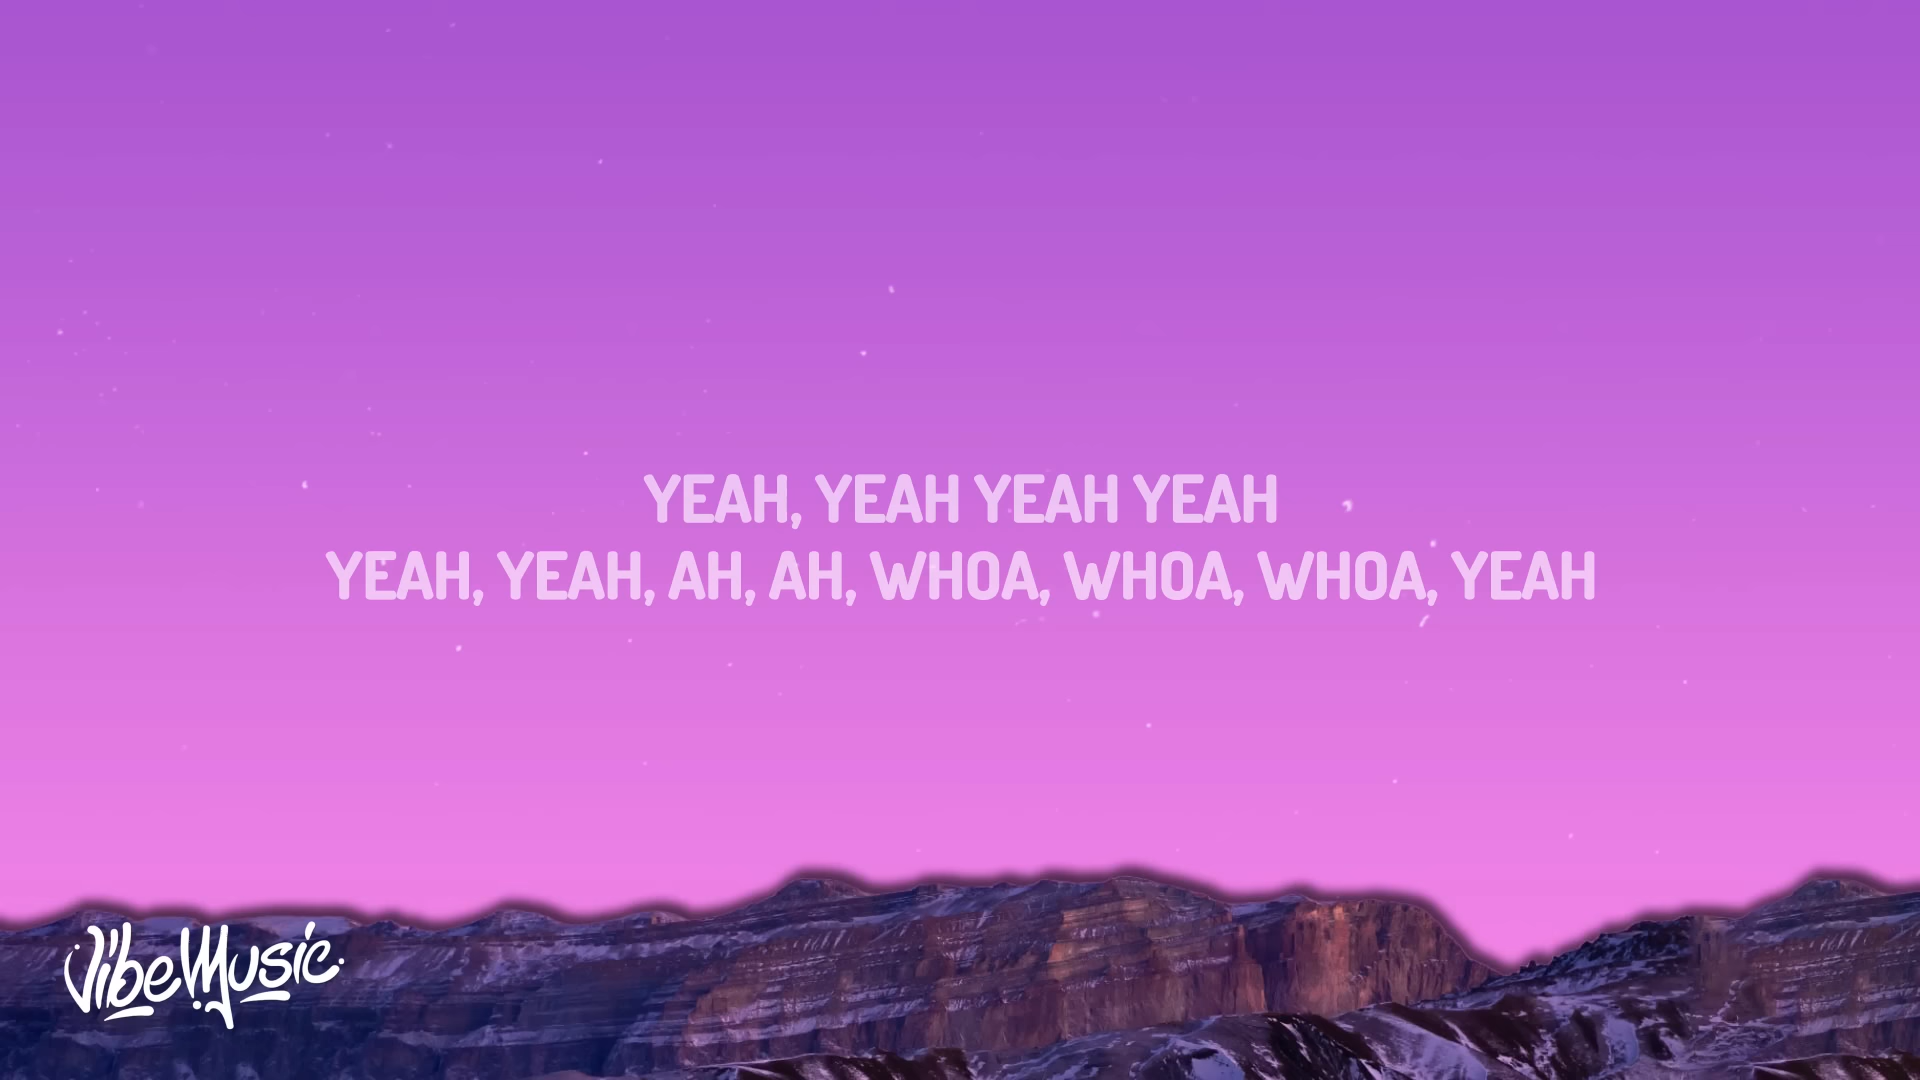 YEAH, YEAH YEAH YEAH
YEAH, YEAH, AH, AH, WHOA, WHOA, WHOA, YEAH
VibeMusic